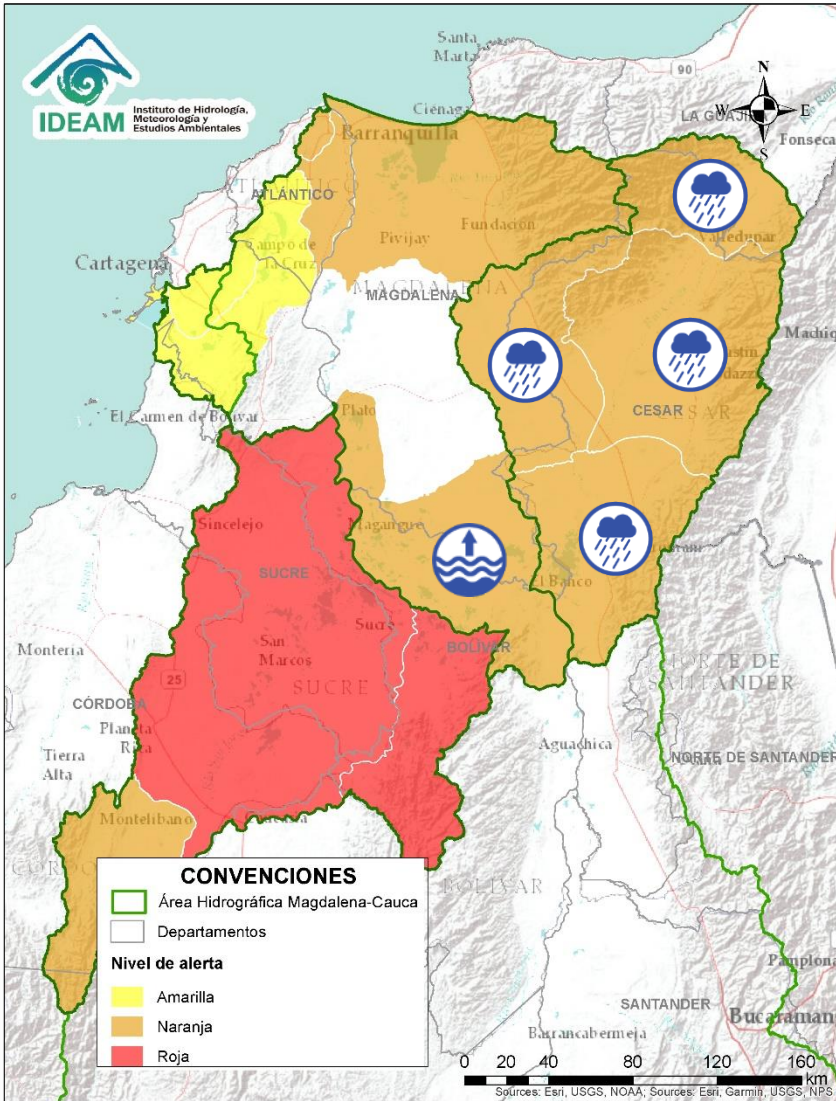 IDEAM
Instituto de Hidrología,
Meteorología y
Estudios Ambientales
Santa
Marta
90
N
W
E
S
LA GUAJI
Fonseca
Ciénaga
Barranquilla
ATLÁNTICO
Campo de
la Cruz
Pivijay
Fundación
Valledupar
Cartagena
MAGDALENA
MAGDALENA
Machiq
CESAR
CESAR
El Carmen de Bolívar
Plato
Sincelejo
Magangué
El Banco
SUCRE
San
Marcos
Sucre
BOLÍVAR
SUCRE
Montería
25
NORTE DE
SANTANDER
CÓRDOBA
Planeta
Rica
Tierra
Alta
Aguachica
NORTE DE SANTANDER
Montelíbano
BOLÍVAR
CONVENCIONES
Área Hidrográfica Magdalena-Cauca
Departamentos
Nivel de alerta
Amarilla
Naranja
Roja
Pamplona
SANTANDER
Bucaraman
Barrancabermeja
0 20 40 80 120 160
km
Sources: Esri, USGS, NOAA; Sources: Esri, Garmin, USGS, NPS